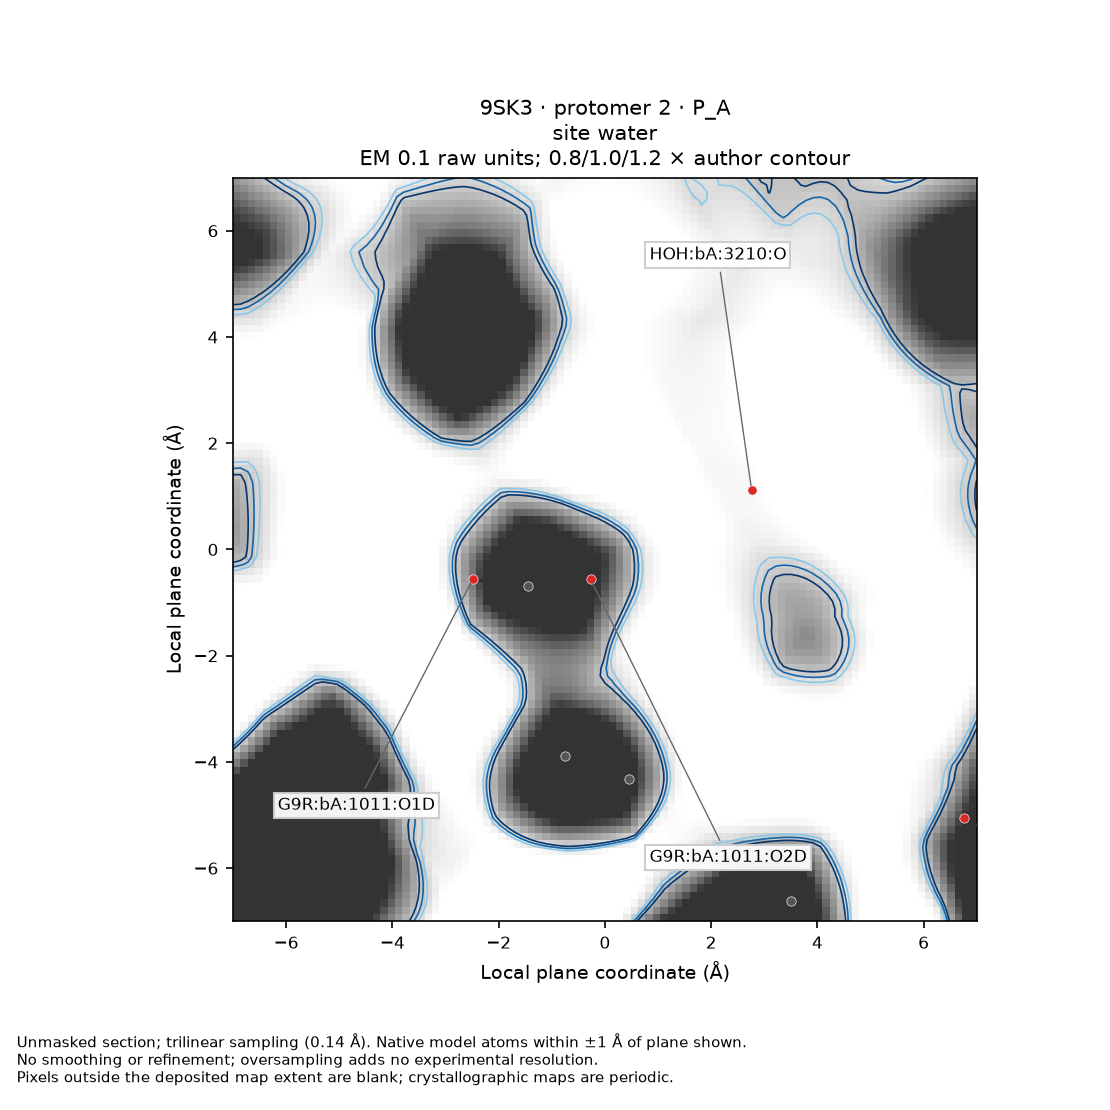 9SK3 · protomer 2 · P_A
site water
EM 0.1 raw units; 0.8/1.0/1.2 × author contour
HOH:bA:3210:O
G9R:bA:1011:O1D
G9R:bA:1011:O2D
Local plane coordinate (Å)
6
4
2
0
−2
−4
−6
−6
−4
−2
0
2
4
6
Local plane coordinate (Å)
Unmasked section; trilinear sampling (0.14 Å). Native model atoms within ±1 Å of plane shown.
No smoothing or refinement; oversampling adds no experimental resolution.
Pixels outside the deposited map extent are blank; crystallographic maps are periodic.